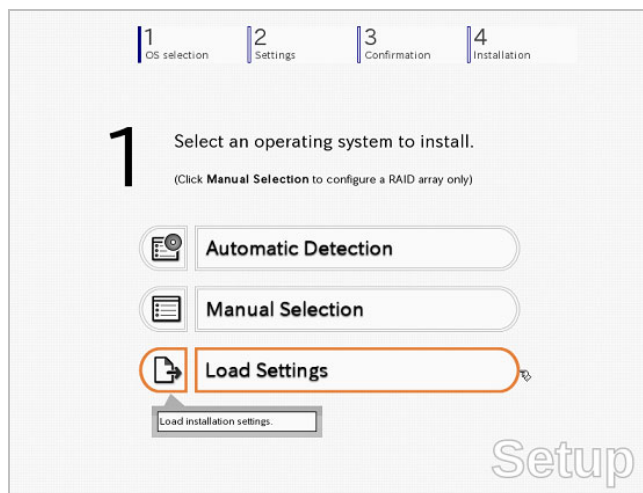 1
OS selection
2
Settings
3
Confirmation
4
Installation
1
Select an operating system to install.
(Click Manual Selection to configure a RAID array only)
Automatic Detection
Manual Selection
Load Settings
Load installation settings.
Setup